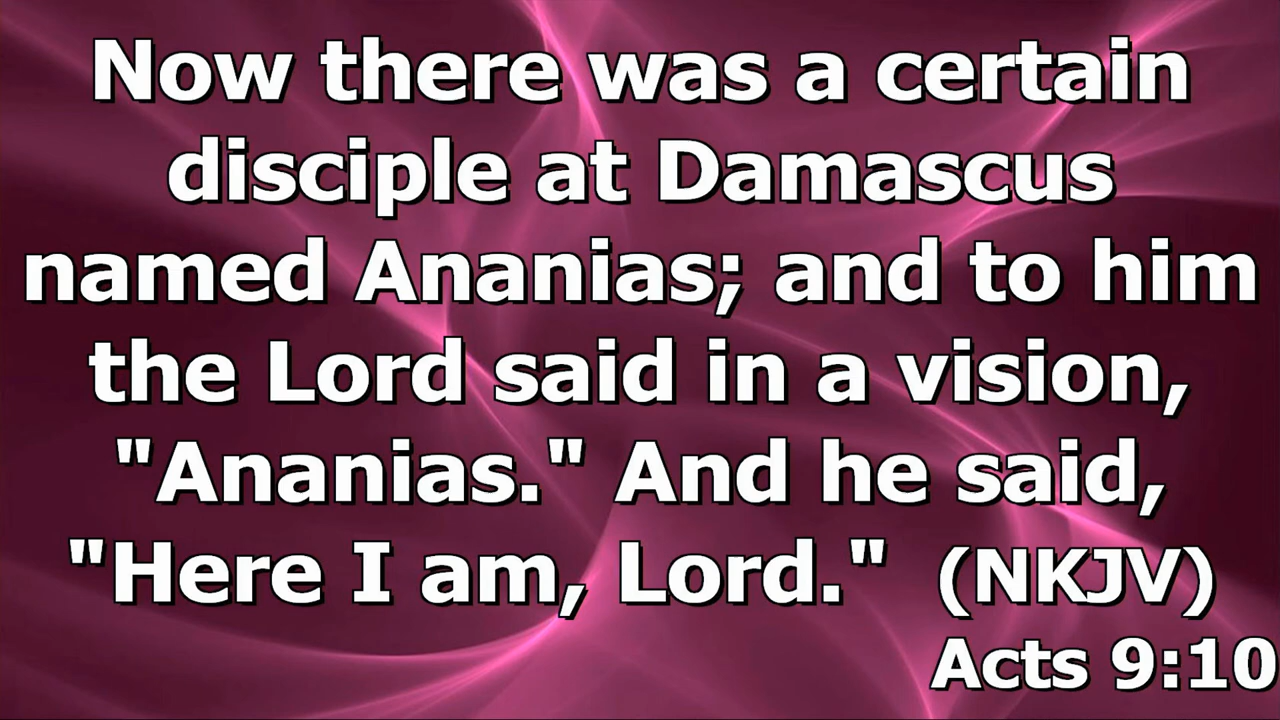 Now there was a certain
disciple at Damascus
named Ananias; and to him
the Lord said in a vision,
"Ananias." And he said,
"Here I am, Lord." (NKJV)
Acts 9:10